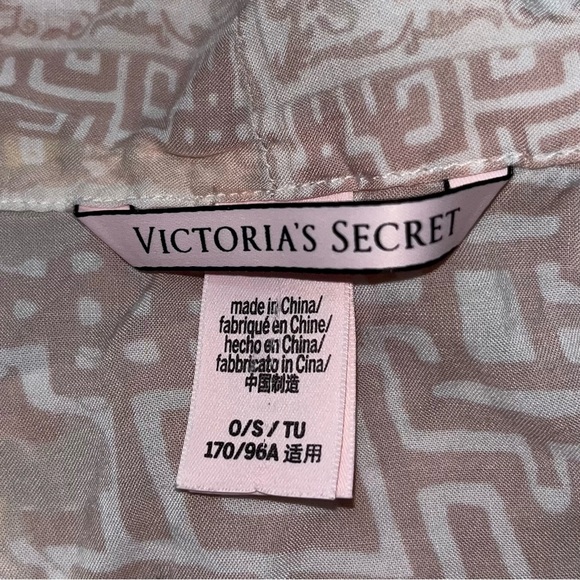 VICTORIA'S SECRET
made in China/
fabriqué en Chine/
hecho en China/
fabbricato in Cina/
中国制造
O/S / TU
170/96A 适用